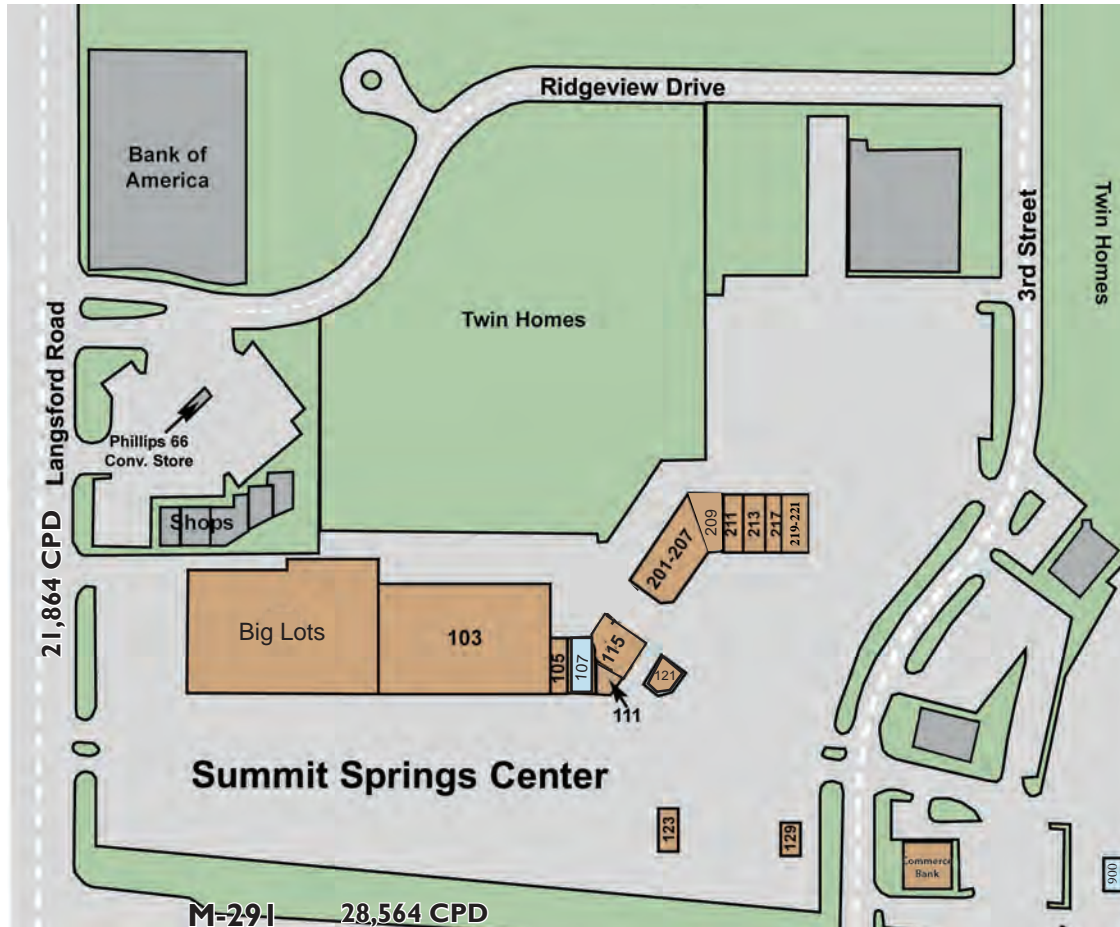 Ridgeview Drive
Bank of
America
Twin Homes
3rd Street
Twin Homes
Langsford Road
21,864 CPD
Phillips 66
Conv. Store
Shops
201-207
209
211
213
217
219-221
Big Lots
103
105
107
115
111
121
Summit Springs Center
123
129
Commerce
Bank
900
M-291
28,564 CPD